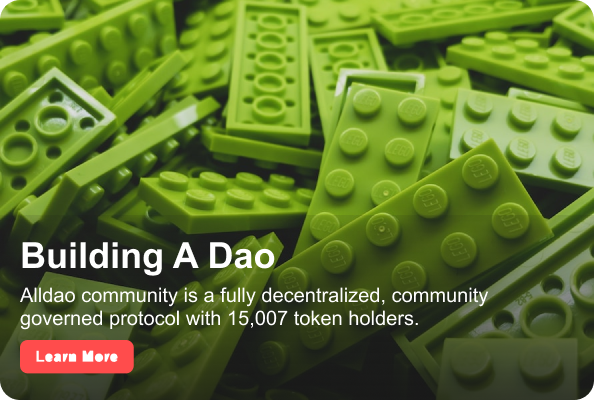 Building A Dao
Alldao community is a fully decentralized, community
governed protocol with 15,007 token holders.
Learn More